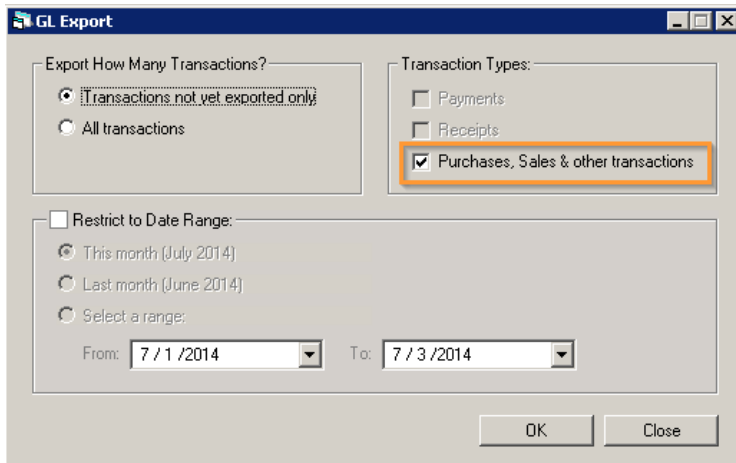 GL Export
Export How Many Transactions?
Transactions not yet exported only
All transactions
Transaction Types:
Payments
Receipts
Purchases, Sales & other transactions
Restrict to Date Range:
This month (July 2014)
Last month (June 2014)
Select a range:
From: 7 / 1 /2014 To: 7 / 3 /2014
OK Close